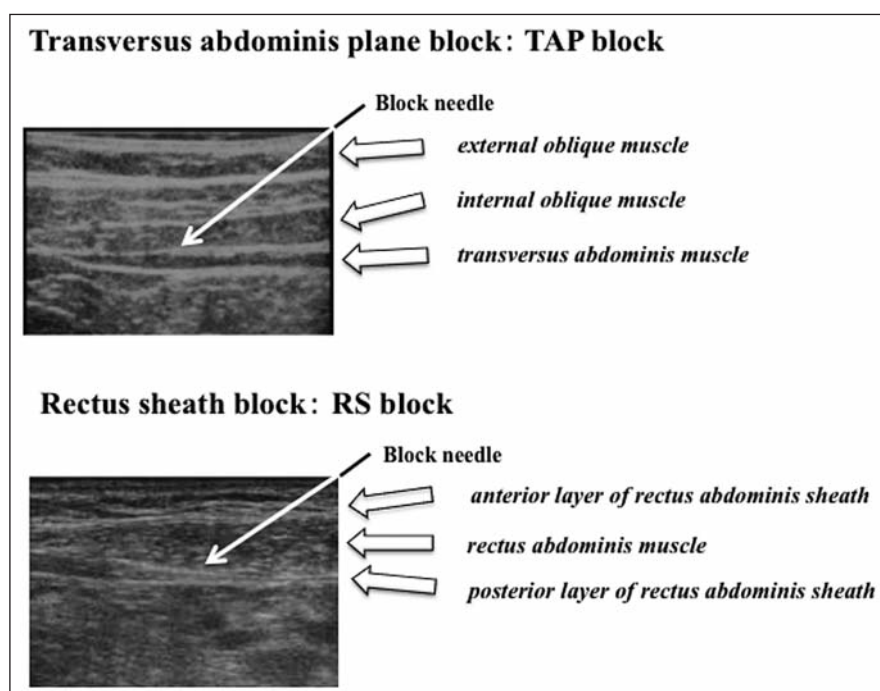 Transversus abdominis plane block: TAP block
Block needle
external oblique muscle
internal oblique muscle
transversus abdominis muscle
Rectus sheath block: RS block
Block needle
anterior layer of rectus abdominis sheath
rectus abdominis muscle
posterior layer of rectus abdominis sheath